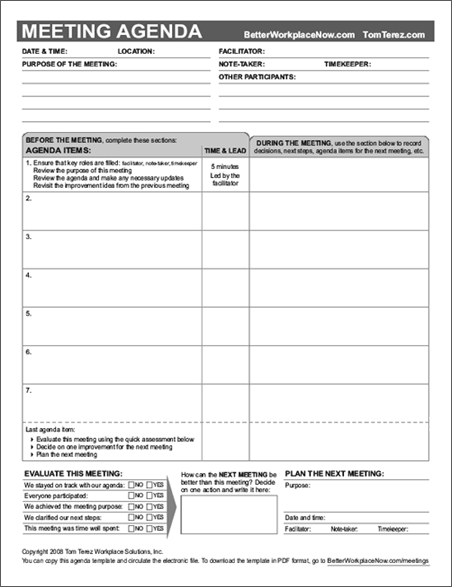 MEETING AGENDA BetterWorkplaceNow.com TomTerez.com
DATE & TIME: LOCATION: FACILITATOR:
PURPOSE OF THE MEETING: NOTE-TAKER: TIMEKEEPER:
OTHER PARTICIPANTS:
BEFORE THE MEETING, complete these sections:
AGENDA ITEMS: TIME & LEAD
DURING THE MEETING, use the section below to record
decisions, next steps, agenda items for the next meeting, etc.
1. Ensure that key roles are filled: facilitator, note-taker, timekeeper
Review the purpose of this meeting
Review the agenda and make any necessary updates
Revisit the improvement idea from the previous meeting
5 minutes
Led by the
facilitator
2.
3.
4.
5.
6.
7.
Last agenda item:
Evaluate this meeting using the quick assessment below
Decide on one improvement for the next meeting
Plan the next meeting
EVALUATE THIS MEETING:
We stayed on track with our agenda: NO YES
Everyone participated: NO YES
We achieved the meeting purpose: NO YES
We clarified our next steps: NO YES
This meeting was time well spent: NO YES
How can the NEXT MEETING be
better than this meeting? Decide
on one action and write it here:
PLAN THE NEXT MEETING:
Purpose:
Date and time:
Facilitator: Note-taker: Timekeeper:
Copyright 2008 Tom Terez Workplace Solutions, Inc.
You can copy this agenda template and circulate the electronic file. To download the template in PDF format, go to BetterWorkplaceNow.com/meetings